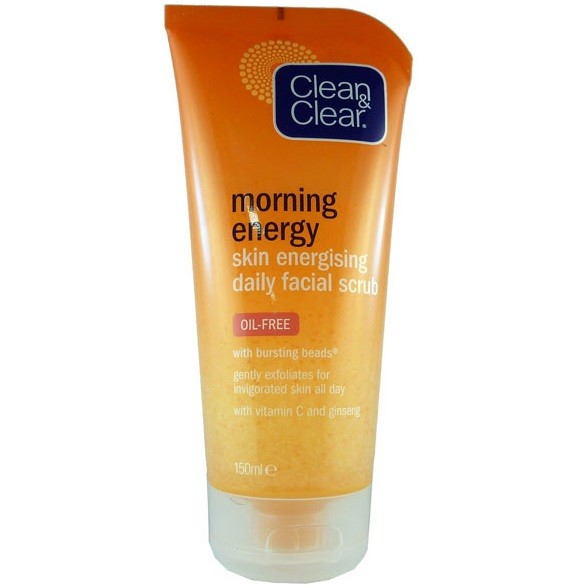 Clean
&
Clear®
morning
energy
skin energising
daily facial scrub
OIL-FREE
with bursting beads®
gently exfoliates for
invigorated skin all day
with vitamin C and ginseng
150ml ℮